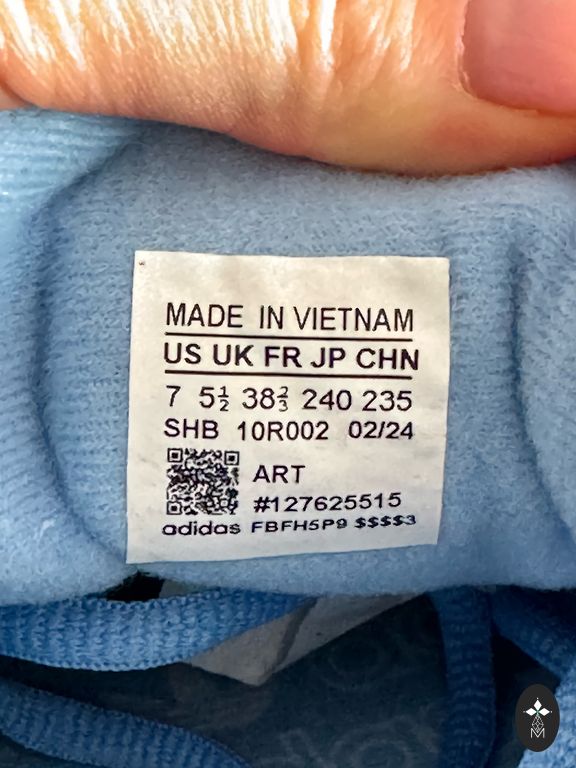 MADE IN VIETNAM
US UK FR JP CHN
7 5½ 38⅔ 240 235
SHB 10R002 02/24
ART
#127625515
adidas FBFH5P9 $$$$3